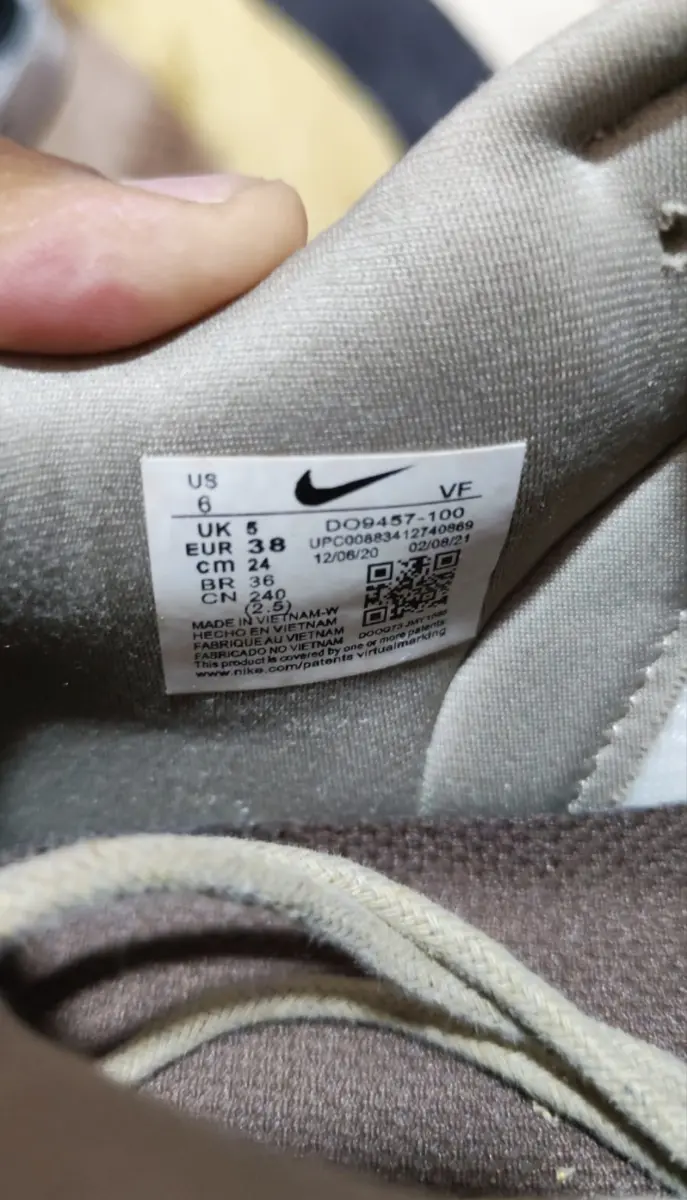 US
6
VF
UK 5
EUR 38
cm 24
BR 36
CN 240
(2.5)
DO9457-100
UPC00883412740869
12/06/20 02/08/21
MADE IN VIETNAM-W
HECHO EN VIETNAM
FABRIQUE AU VIETNAM
FABRICADO NO VIETNAM
This product is covered by one or more patents
www.nike.com/patents virtualmarking